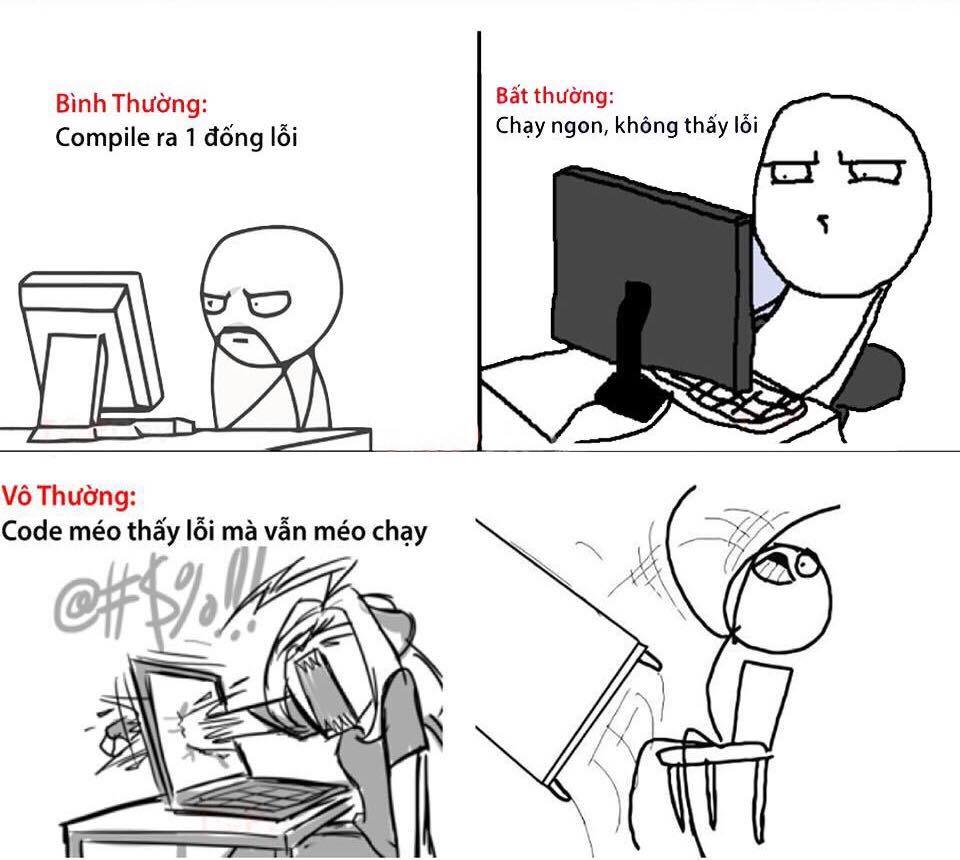 Bình Thường:
Compile ra 1 đống lỗi
Bất thường:
Chạy ngon, không thấy lỗi
Vô Thường:
Code méo thấy lỗi mà vẫn méo chạy
@#$%!!